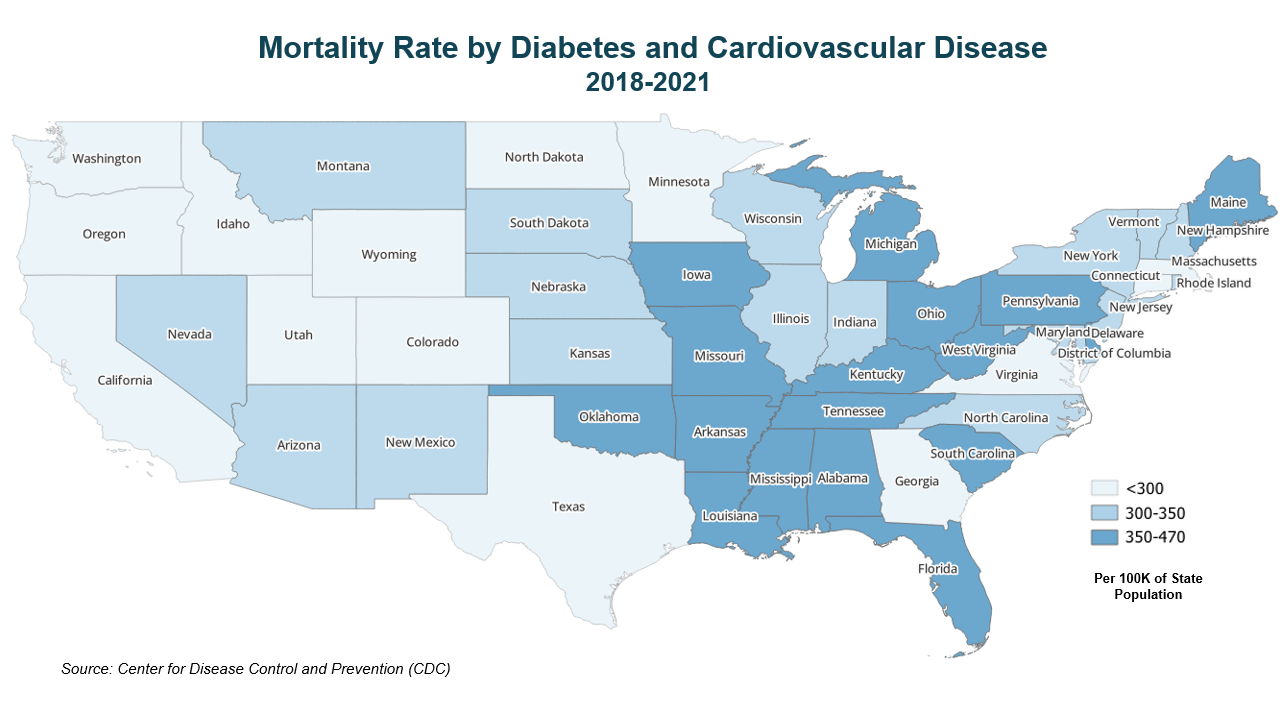 Mortality Rate by Diabetes and Cardiovascular Disease
2018-2021
Washington
Montana
North Dakota
Minnesota
Oregon
Idaho
Wyoming
South Dakota
Wisconsin
Michigan
Maine
Vermont
New Hampshire
New York
Massachusetts
Connecticut
Rhode Island
Nevada
Utah
Colorado
Nebraska
Iowa
Illinois
Indiana
Ohio
Pennsylvania
New Jersey
Maryland
Delaware
District of Columbia
California
Kansas
Missouri
Kentucky
West Virginia
Virginia
Arizona
New Mexico
Oklahoma
Arkansas
Tennessee
North Carolina
South Carolina
Texas
Louisiana
Mississippi
Alabama
Georgia
Florida
<300
300-350
350-470
Per 100K of State
Population
Source: Center for Disease Control and Prevention (CDC)